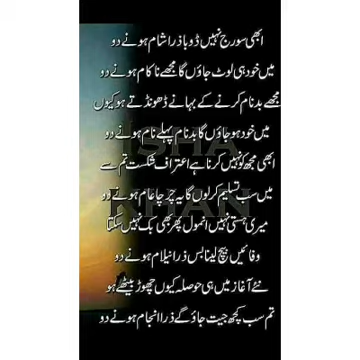 ابھی سورج نہیں ڈوبا ذرا شام ہونے دو
میں خود ہی لوٹ جاؤں گا مجھے ناکام ہونے دو
مجھے بدنام کرنے کے بہانے ڈھونڈتے ہو کیوں
میں خود ہو جاؤں گا بدنام پہلے نام ہونے دو
ابھی مجھ کو نہیں کرنا ہے اعتراف شکست تم سے
میں سب تسلیم کرلوں گا یہ چرچا عام ہونے دو
میری ہستی نہیں انمول پھر بھی بک نہیں سکتا
وفائیں بیچ لینا بس ذرا نیلام ہونے دو
نئے آغاز میں ہی حوصلہ کیوں چھوڑ بیٹھے ہو
تم سب کچھ جیت جاؤ گے ذرا انجام ہونے دو
ISHA
KHAN